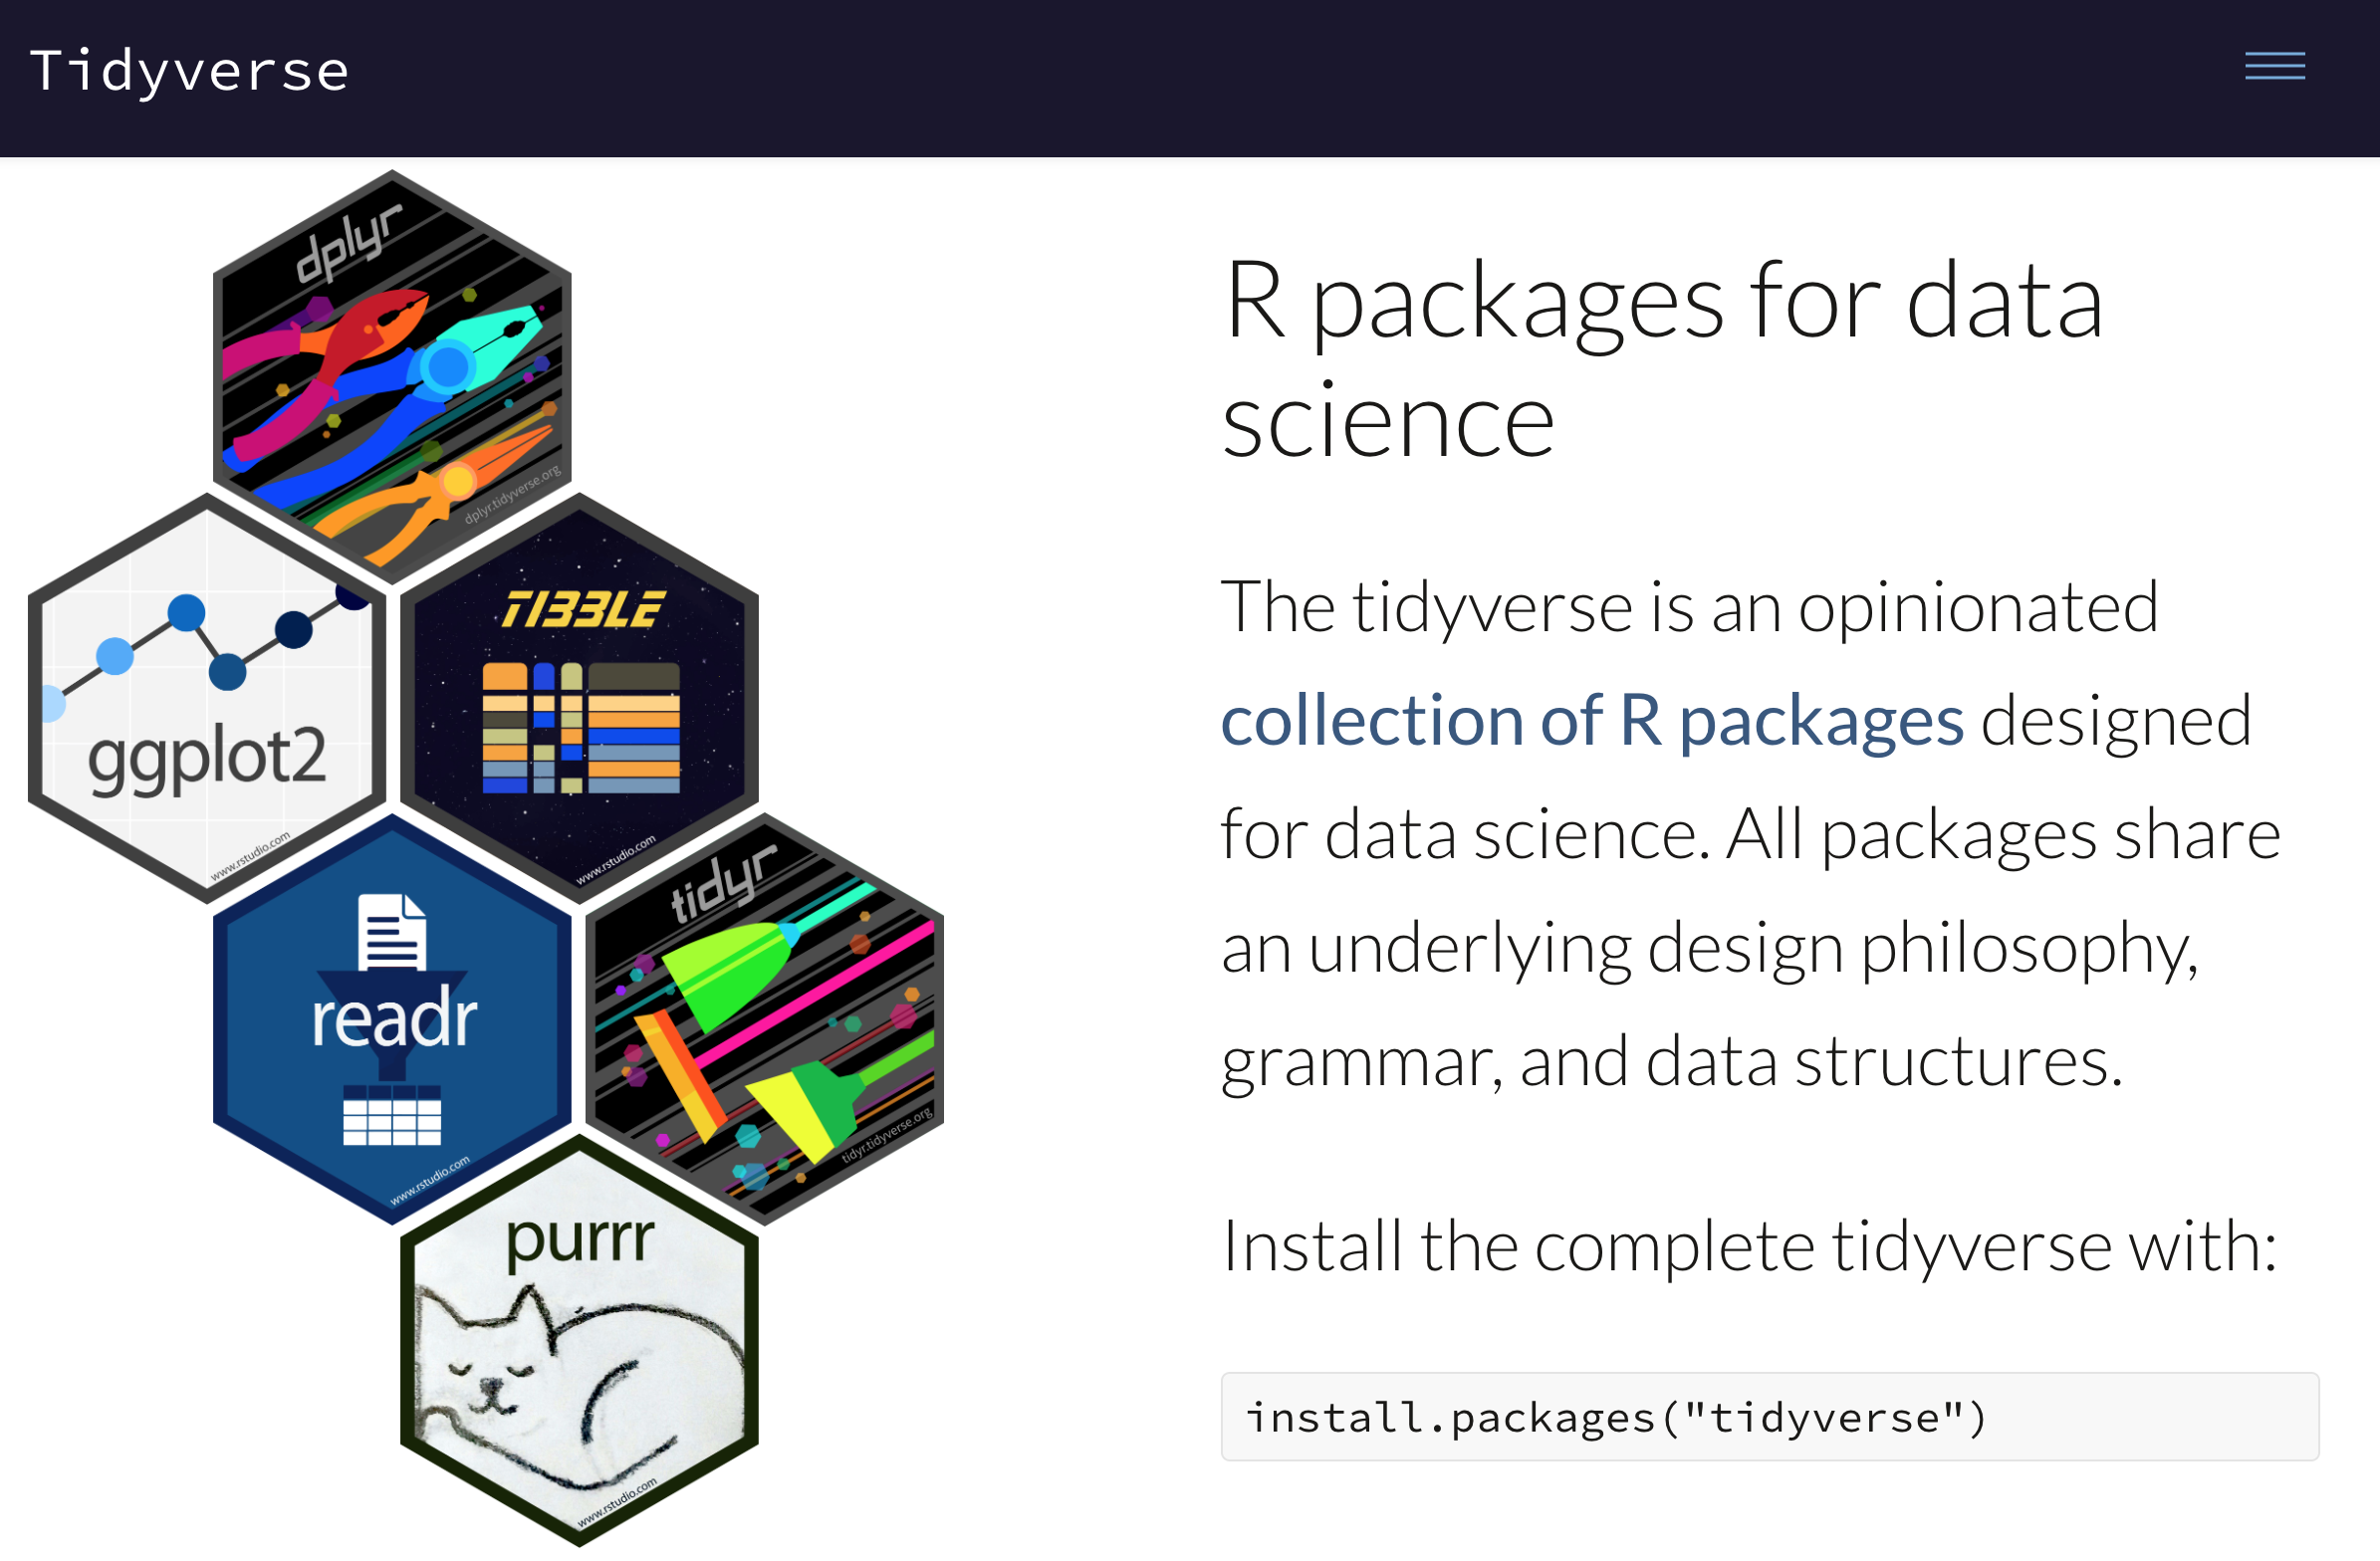 Tidyverse
dplyr
dplyr.tidyverse.org
ggplot2
www.rstudio.com
TIBBLE
www.rstudio.com
readr
www.rstudio.com
tidyr
tidyr.tidyverse.org
purrr
www.rstudio.com
R packages for data
science
The tidyverse is an opinionated
collection of R packages designed
for data science. All packages share
an underlying design philosophy,
grammar, and data structures.
Install the complete tidyverse with:
install.packages("tidyverse")